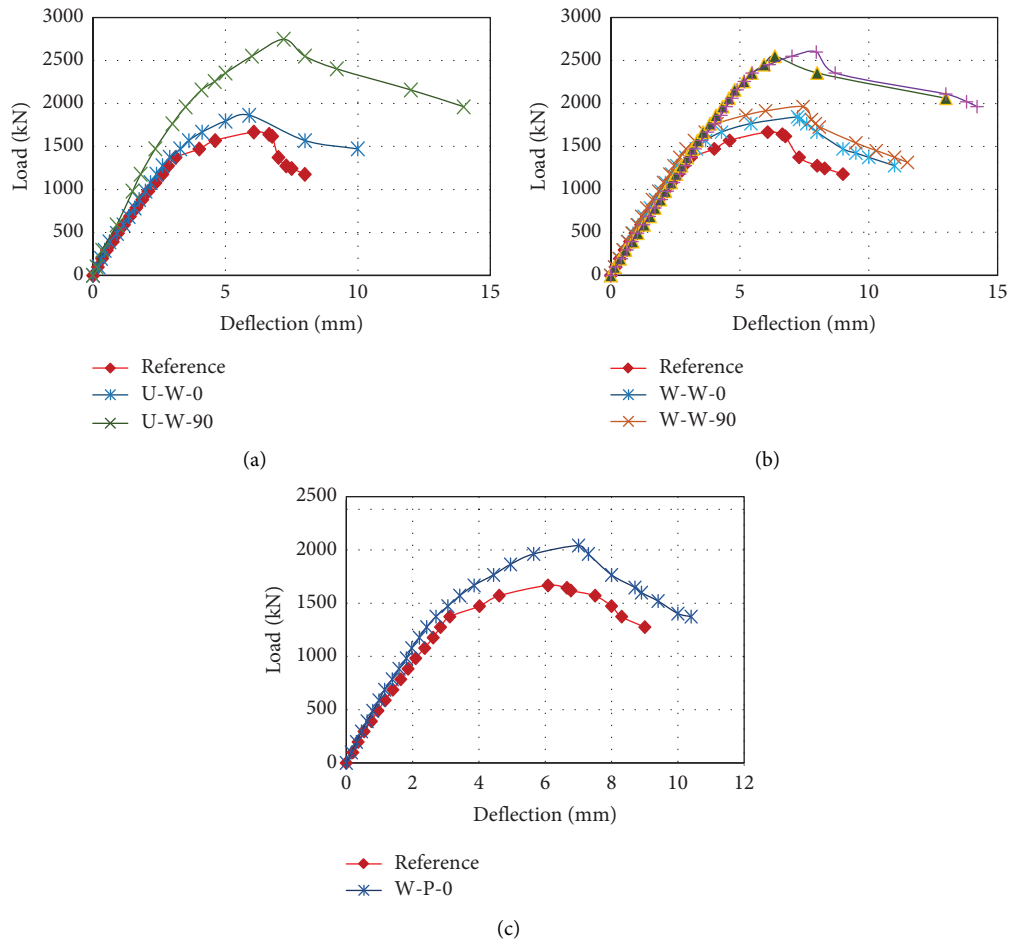 3000
2500
2000
1500
1000
500
0
Load (kN)
0 5 10 15
Deflection (mm)
Reference
U-W-0
U-W-90
(a)
3000
2500
2000
1500
1000
500
0
Load (kN)
0 5 10 15
Deflection (mm)
Reference
W-W-0
W-W-90
(b)
2500
2000
1500
1000
500
0
Load (kN)
0 2 4 6 8 10 12
Deflection (mm)
Reference
W-P-0
(c)